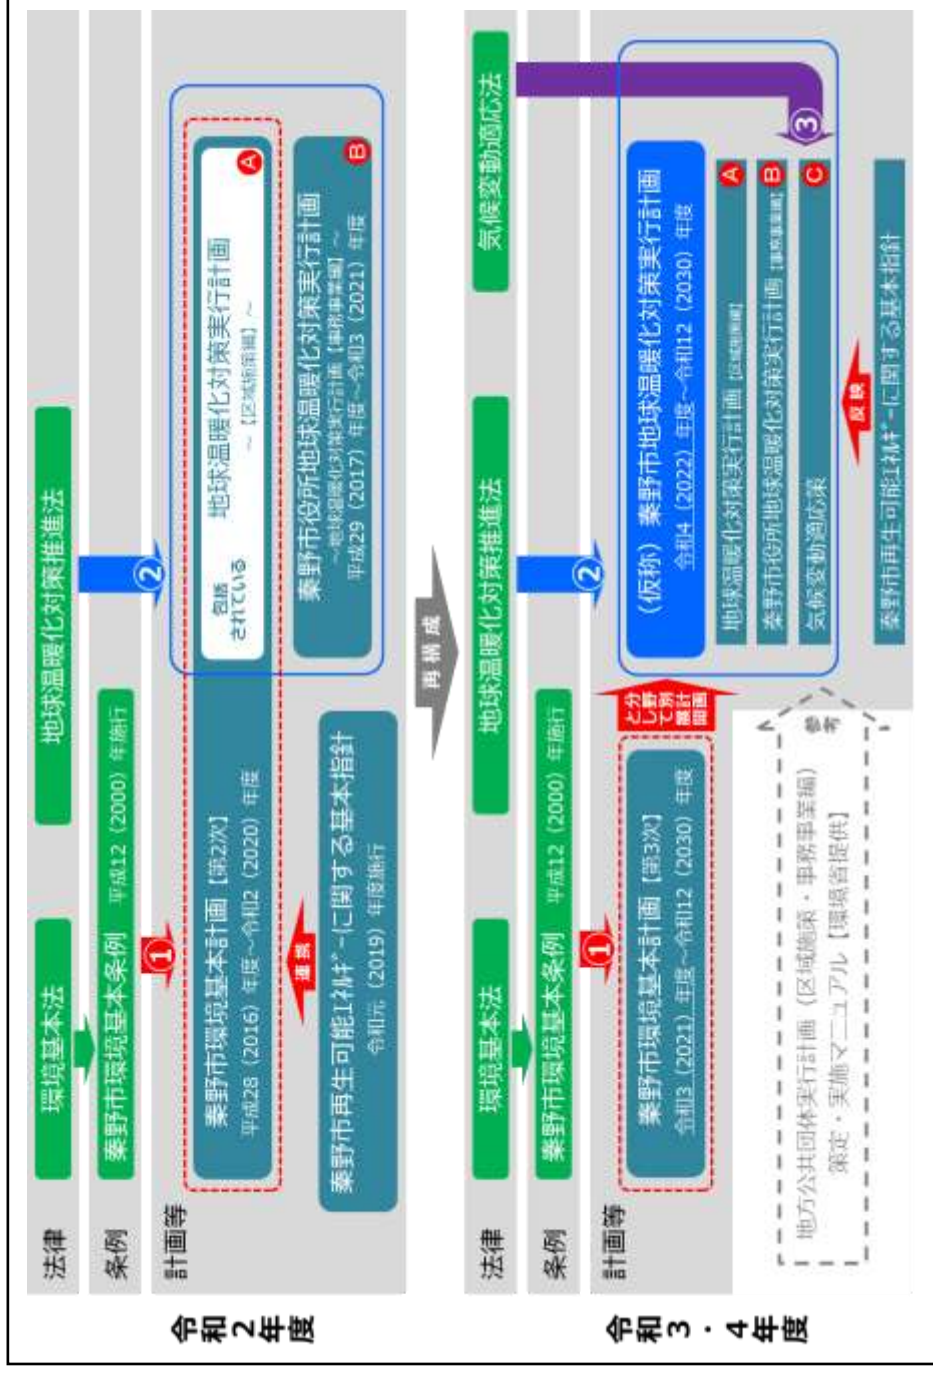 令和２年度
法律
環境基本法
地球温暖化対策推進法
条例
秦野市環境基本条例　平成12（2000）年施行
計画等
①
②
秦野市環境基本計画【第2次】
平成28（2016）年度～令和2（2020）年度
包括
されている
地球温暖化対策実行計画
～【区域施策編】～
A
連携
秦野市再生可能ｴﾈﾙｷﾞｰに関する基本指針
令和元（2019）年度施行
秦野市役所地球温暖化対策実行計画
～地球温暖化対策実行計画【事務事業編】～
平成29（2017）年度～令和3（2021）年度
B
再構成
令和３・４年度
法律
環境基本法
地球温暖化対策推進法
気候変動適応法
条例
秦野市環境基本条例　平成12（2000）年施行
計画等
①
②
③
秦野市環境基本計画【第3次】
令和3（2021）年度～令和12（2030）年度
分野別計画
として移管
（仮称）秦野市地球温暖化対策実行計画
令和4（2022）年度～令和12（2030）年度
地球温暖化対策実行計画【区域施策編】
A
秦野市役所地球温暖化対策実行計画【事務事業編】
B
気候変動適応策
C
反映
秦野市再生可能ｴﾈﾙｷﾞｰに関する基本指針
地方公共団体実行計画（区域施策・事務事業編）
策定・実施マニュアル【環境省提供】
参考